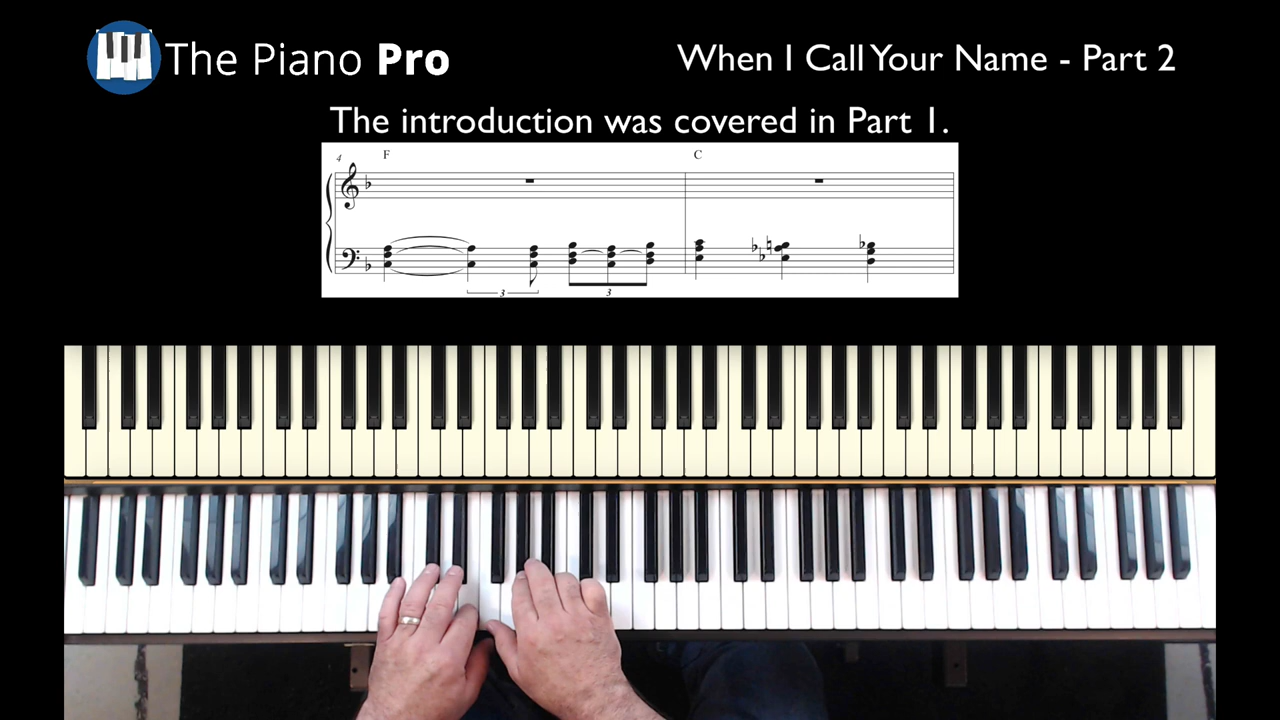 The Piano Pro
When I Call Your Name - Part 2
The introduction was covered in Part 1.
4
F
C
3
3